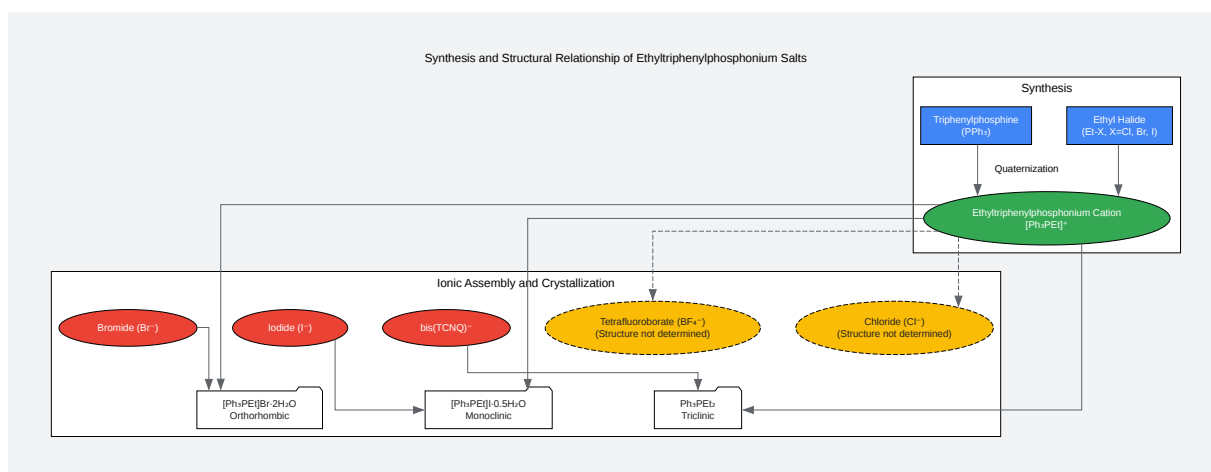 Synthesis and Structural Relationship of Ethyltriphenylphosphonium Salts
Synthesis
Triphenylphosphine
(PPh₃)
Ethyl Halide
(Et-X, X=Cl, Br, I)
Quaternization
Ethyltriphenylphosphonium Cation
[Ph₃PEt]⁺
Ionic Assembly and Crystallization
Bromide (Br⁻)
Iodide (I⁻)
bis(TCNQ)⁻
Tetrafluoroborate (BF₄⁻)
(Structure not determined)
Chloride (Cl⁻)
(Structure not determined)
[Ph₃PEt]Br·2H₂O
Orthorhombic
[Ph₃PEt]I·0.5H₂O
Monoclinic
Ph₃PEt₂
Triclinic